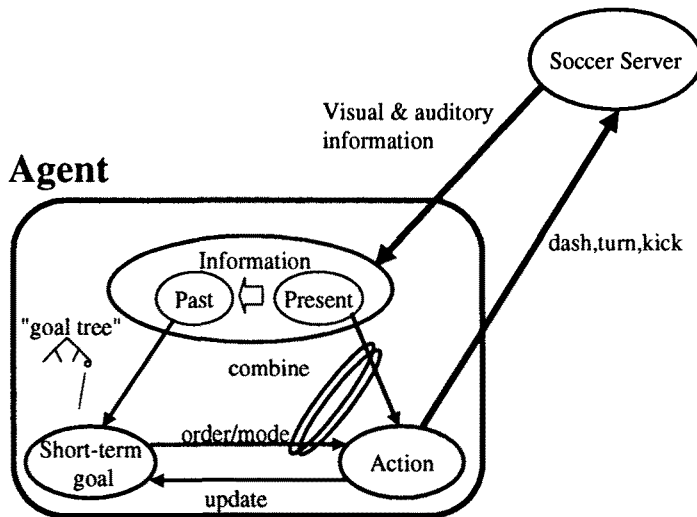 Soccer Server
Visual & auditory
information
Agent
dash,turn,kick
Information
Past
Present
"goal tree"
combine
order/mode
Short-term
goal
Action
update